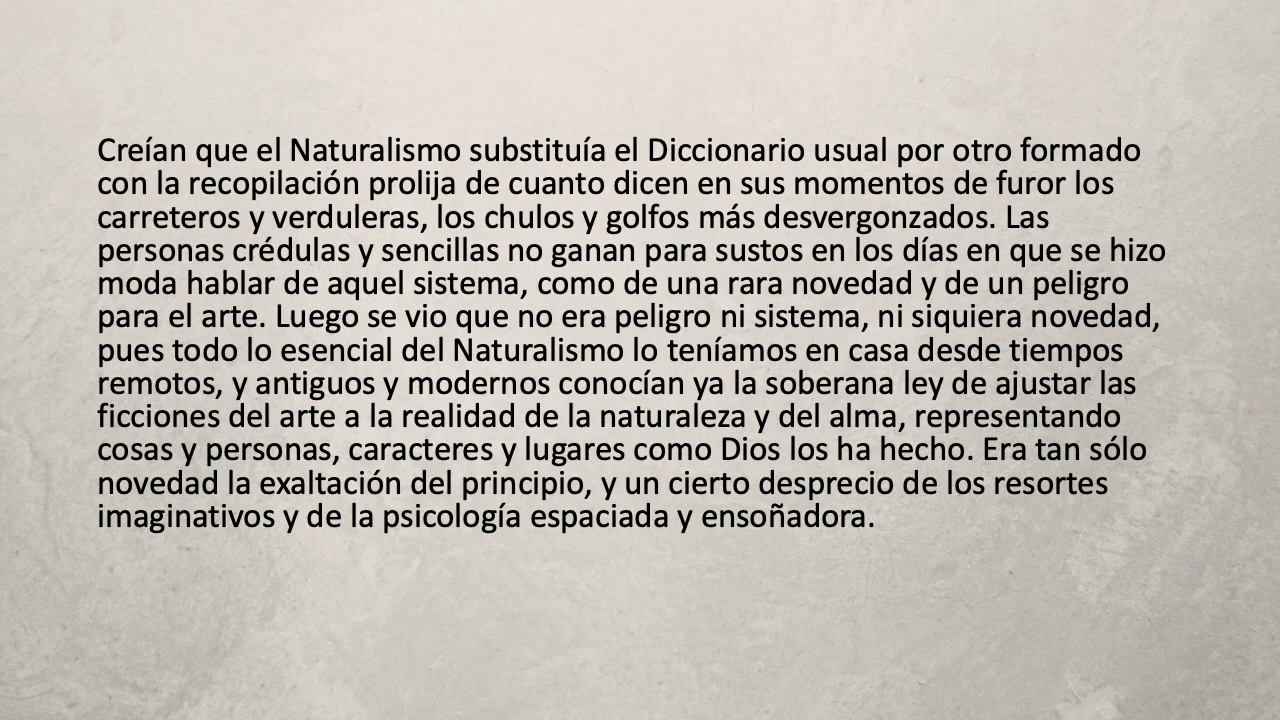 Creían que el Naturalismo substituía el Diccionario usual por otro formado
con la recopilación prolija de cuanto dicen en sus momentos de furor los
carreteros y verduleras, los chulos y golfos más desvergonzados. Las
personas crédulas y sencillas no ganan para sustos en los días en que se hizo
moda hablar de aquel sistema, como de una rara novedad y de un peligro
para el arte. Luego se vio que no era peligro ni sistema, ni siquiera novedad,
pues todo lo esencial del Naturalismo lo teníamos en casa desde tiempos
remotos, y antiguos y modernos conocían ya la soberana ley de ajustar las
ficciones del arte a la realidad de la naturaleza y del alma, representando
cosas y personas, caracteres y lugares como Dios los ha hecho. Era tan sólo
novedad la exaltación del principio, y un cierto desprecio de los resortes
imaginativos y de la psicología espaciada y ensoñadora.